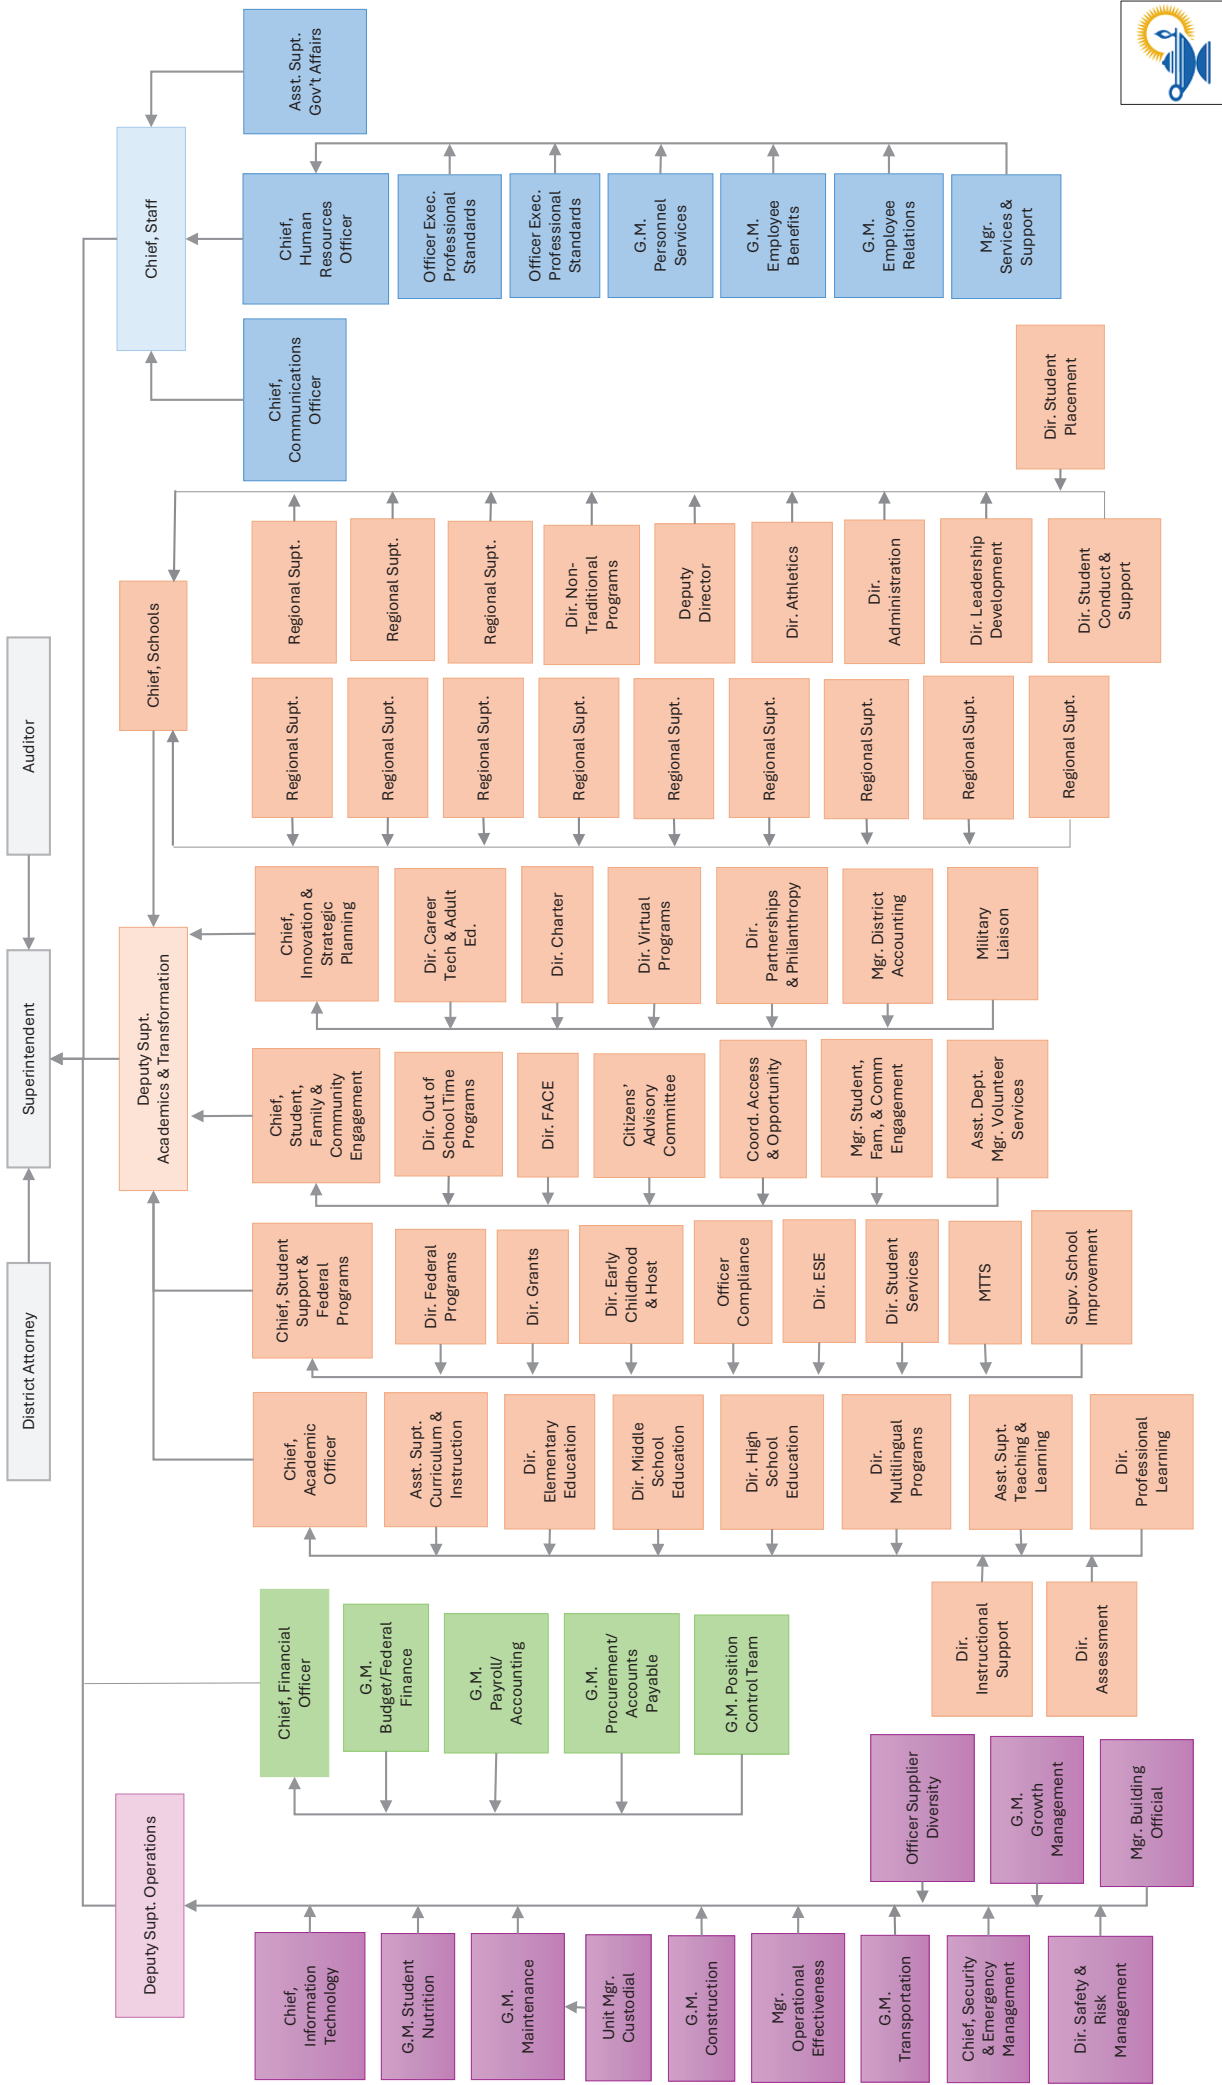 District Attorney
Superintendent
Auditor
Deputy Supt. Operations
Deputy Supt.
Academics & Transformation
Chief, Schools
Chief, Staff
Chief,
Information
Technology
G.M. Student
Nutrition
G.M.
Maintenance
Unit Mgr.
Custodial
G.M.
Construction
Mgr.
Operational
Effectiveness
G.M.
Transportation
Chief, Security
& Emergency
Management
Dir. Safety &
Risk
Management
Officer Supplier
Diversity
G.M.
Growth
Management
Mgr. Building
Official
Chief, Financial
Officer
G.M.
Budget/Federal
Finance
G.M.
Payroll/
Accounting
G.M.
Procurement/
Accounts
Payable
G.M. Position
Control Team
Dir.
Instructional
Support
Dir.
Assessment
Chief,
Academic
Officer
Asst. Supt.
Curriculum &
Instruction
Dir.
Elementary
Education
Dir. Middle
School
Education
Dir. High
School
Education
Dir.
Multilingual
Programs
Asst. Supt.
Teaching &
Learning
Dir.
Professional
Learning
Chief, Student
Support &
Federal
Programs
Dir. Federal
Programs
Dir. Grants
Dir. Early
Childhood
& Host
Officer
Compliance
Dir. ESE
Dir. Student
Services
MTTS
Supv. School
Improvement
Chief,
Student,
Family &
Community
Engagement
Dir. Out of
School Time
Programs
Dir. FACE
Citizens'
Advisory
Committee
Coord. Access
& Opportunity
Mgr. Student,
Fam, & Comm
Engagement
Asst. Dept.
Mgr. Volunteer
Services
Chief,
Innovation &
Strategic
Planning
Dir. Career
Tech & Adult
Ed.
Dir. Charter
Dir. Virtual
Programs
Dir.
Partnerships
& Philanthropy
Mgr. District
Accounting
Military
Liaison
Regional Supt.
Regional Supt.
Regional Supt.
Regional Supt.
Regional Supt.
Regional Supt.
Regional Supt.
Regional Supt.
Regional Supt.
Regional Supt.
Regional Supt.
Regional Supt.
Dir. Non-
Traditional
Programs
Deputy
Director
Dir. Athletics
Dir.
Administration
Dir. Leadership
Development
Dir. Student
Conduct &
Support
Dir. Student
Placement
Chief,
Communications
Officer
Chief,
Human
Resources
Officer
Officer Exec.
Professional
Standards
Officer Exec.
Professional
Standards
G.M.
Personnel
Services
G.M.
Employee
Benefits
G.M.
Employee
Relations
Mgr.
Services &
Support
Asst. Supt.
Gov't Affairs